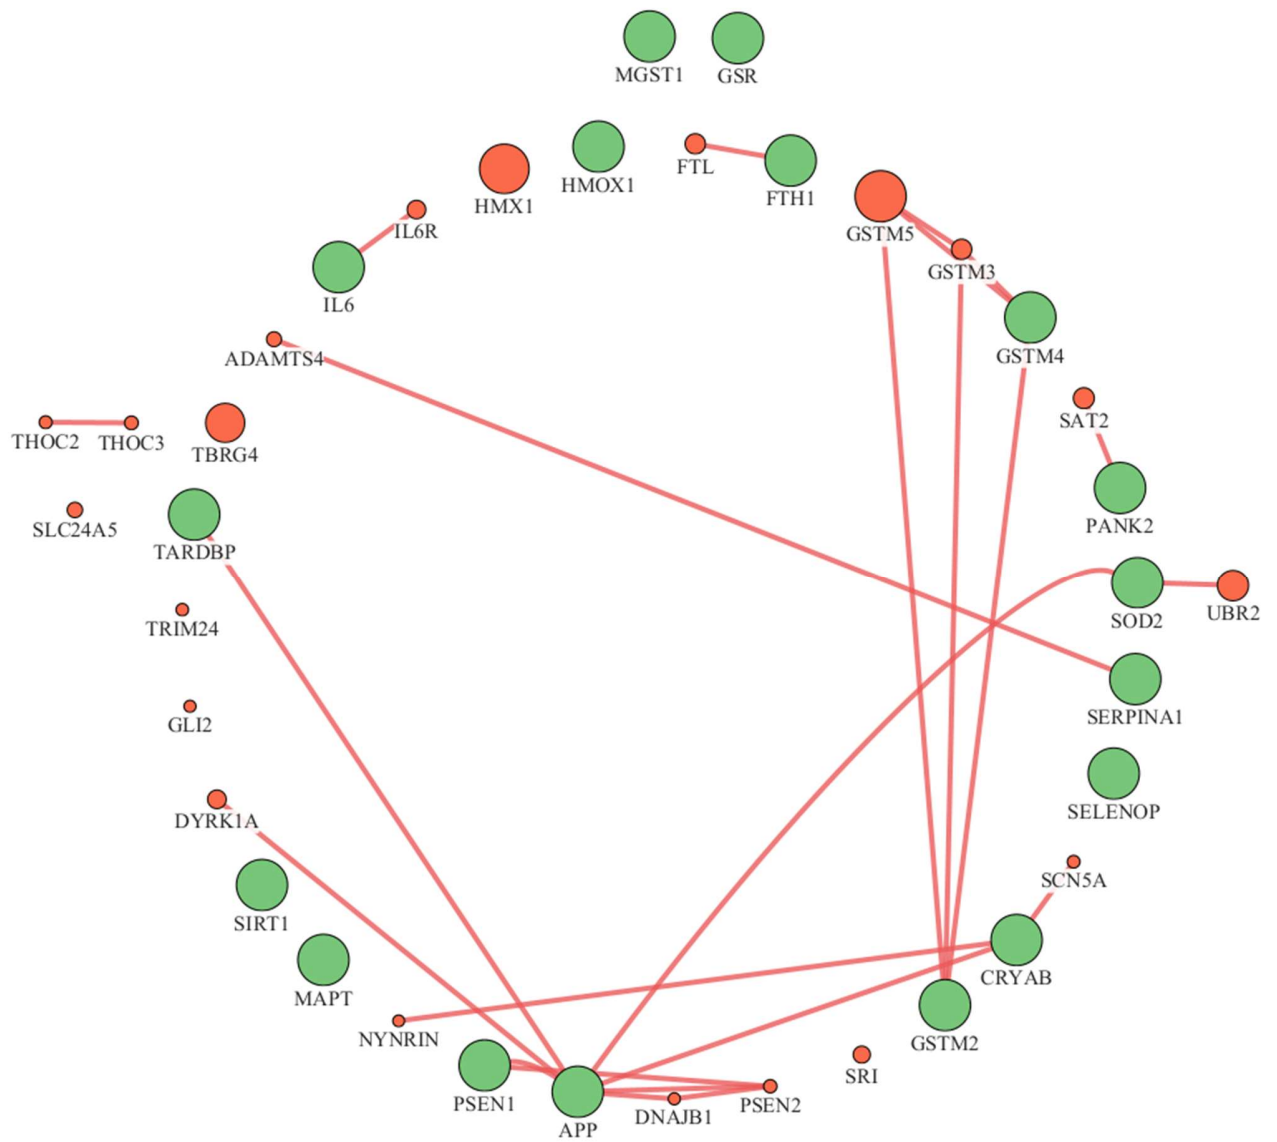 MGST1
GSR
HMX1
HMOX1
FTL
FTH1
IL6R
GSTM5
GSTM3
IL6
GSTM4
ADAMTS4
THOC2
THOC3
TBRG4
SAT2
SLC24A5
TARDBP
PANK2
TRIM24
SOD2
UBR2
GLI2
SERPINA1
DYRK1A
SELENOP
SIRT1
SCN5A
MAPT
CRYAB
NYNRIN
GSTM2
PSEN1
APP
DNAJB1
PSEN2
SRI